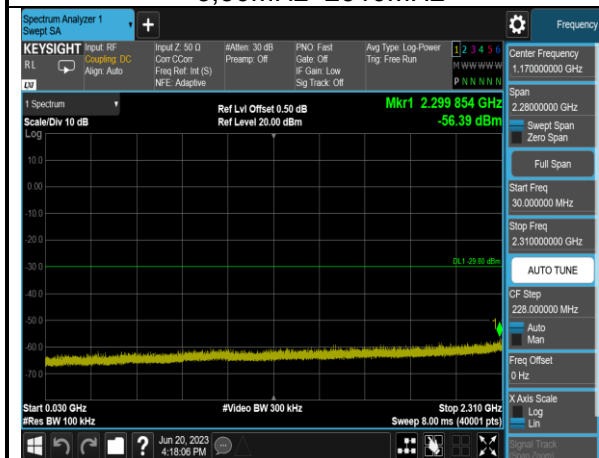 Spectrum Analyzer 1
Swept SA
Frequency
KEYSIGHT
RL
Input: RF
Coupling: DC
Align: Auto
Input Z: 50 Ω
Corr CCorr
Freq Ref: Int (S)
NFE: Adaptive
#Atten: 30 dB
Preamp: Off
PNO: Fast
Gate: Off
IF Gain: Low
Sig Track: Off
Avg Type: Log-Power
Trig: Free Run
1 2 3 4 5 6
M W W W W W
P N N N N N
1 Spectrum
Scale/Div 10 dB
Ref Lvl Offset 0.50 dB
Ref Level 20.00 dBm
Mkr1 2.299 854 GHz
-56.39 dBm
Log
10.0
0.00
-10.0
-20.0
-30.0
-40.0
-50.0
-60.0
-70.0
DL1 -29.80 dBm
1
Start 0.030 GHz
#Res BW 100 kHz
#Video BW 300 kHz
Stop 2.310 GHz
Sweep 8.00 ms (40001 pts)
Jun 20, 2023
4:18:06 PM
Center Frequency
1.170000000 GHz
Span
2.28000000 GHz
Swept Span
Zero Span
Full Span
Start Freq
30.000000 MHz
Stop Freq
2.310000000 GHz
AUTO TUNE
CF Step
228.000000 MHz
Auto
Man
Freq Offset
0 Hz
X Axis Scale
Log
Lin
Signal Track